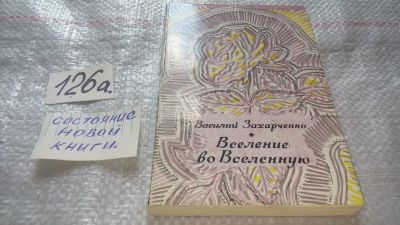 126а.
состояние
новой
книги.
Василий Захарченко
Вселение
во Вселенную